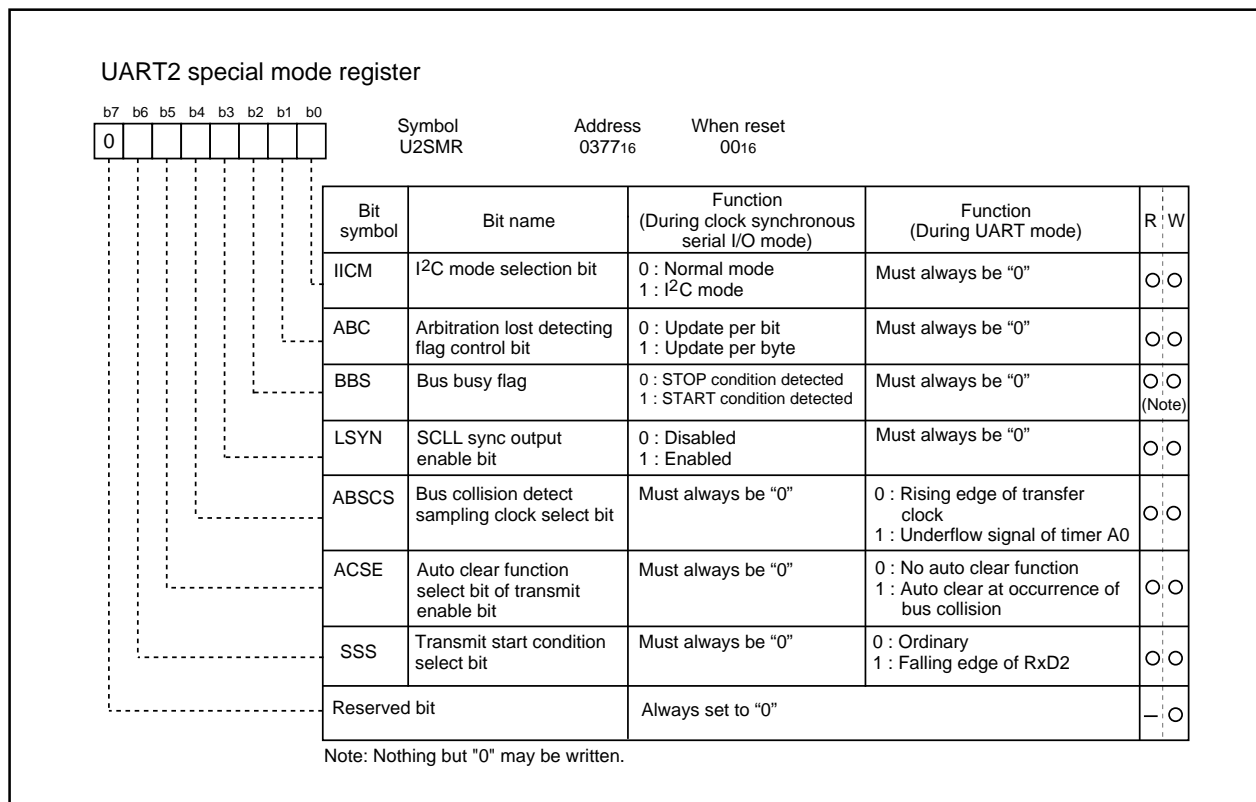 UART2 special mode register
b7 b6 b5 b4 b3 b2 b1 b0
0
Symbol Address When reset
U2SMR 037716 0016
Bit symbol Bit name Function (During clock synchronous serial I/O mode) Function (During UART mode) R W
IICM I2C mode selection bit 0 : Normal mode Must always be “0”
1 : I2C mode
ABC Arbitration lost detecting 0 : Update per bit Must always be “0”
flag control bit 1 : Update per byte
BBS Bus busy flag 0 : STOP condition detected Must always be “0”
1 : START condition detected (Note)
LSYN SCLL sync output 0 : Disabled Must always be “0”
enable bit 1 : Enabled
ABSCS Bus collision detect Must always be “0” 0 : Rising edge of transfer
sampling clock select bit clock
1 : Underflow signal of timer A0
ACSE Auto clear function Must always be “0” 0 : No auto clear function
select bit of transmit 1 : Auto clear at occurrence of
enable bit bus collision
SSS Transmit start condition Must always be “0” 0 : Ordinary
select bit 1 : Falling edge of RxD2
Reserved bit Always set to “0” –
Note: Nothing but "0" may be written.